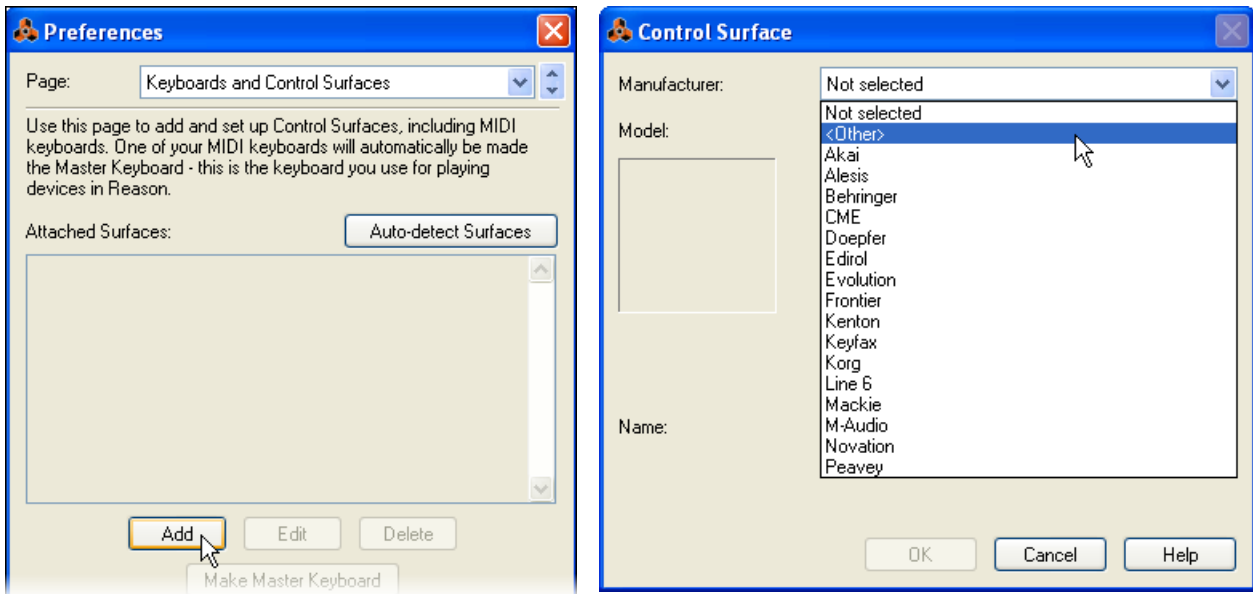 Preferences
Page:
Keyboards and Control Surfaces
Use this page to add and set up Control Surfaces, including MIDI
keyboards. One of your MIDI keyboards will automatically be made
the Master Keyboard - this is the keyboard you use for playing
devices in Reason.
Attached Surfaces:
Auto-detect Surfaces
Add
Edit
Delete
Make Master Keyboard
Control Surface
Manufacturer:
Not selected
Model:
Not selected
<Other>
Akai
Alesis
Behringer
CME
Doepfer
Edirol
Evolution
Frontier
Kenton
Keyfax
Korg
Line 6
Mackie
M-Audio
Novation
Peavey
Name:
OK
Cancel
Help